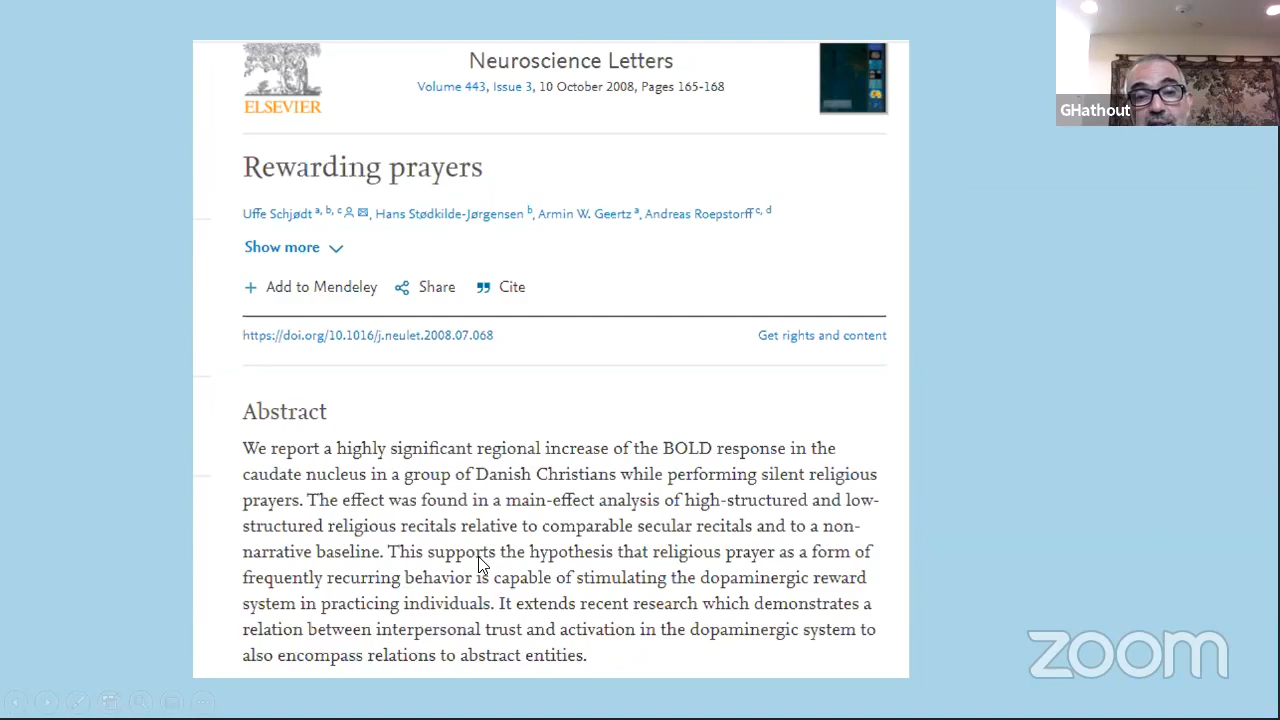 Neuroscience Letters
Volume 443, Issue 3, 10 October 2008, Pages 165-168
ELSEVIER
GHathout
Rewarding prayers
Uffe Schjødt a, b, c, Hans Stødkilde-Jørgensen b, Armin W. Geertz a, Andreas Roepstorff c, d
Show more
+ Add to Mendeley Share Cite
https://doi.org/10.1016/j.neulet.2008.07.068 Get rights and content
Abstract
We report a highly significant regional increase of the BOLD response in the
caudate nucleus in a group of Danish Christians while performing silent religious
prayers. The effect was found in a main-effect analysis of high-structured and low-
structured religious recitals relative to comparable secular recitals and to a non-
narrative baseline. This supports the hypothesis that religious prayer as a form of
frequently recurring behavior is capable of stimulating the dopaminergic reward
system in practicing individuals. It extends recent research which demonstrates a
relation between interpersonal trust and activation in the dopaminergic system to
also encompass relations to abstract entities.
zoom